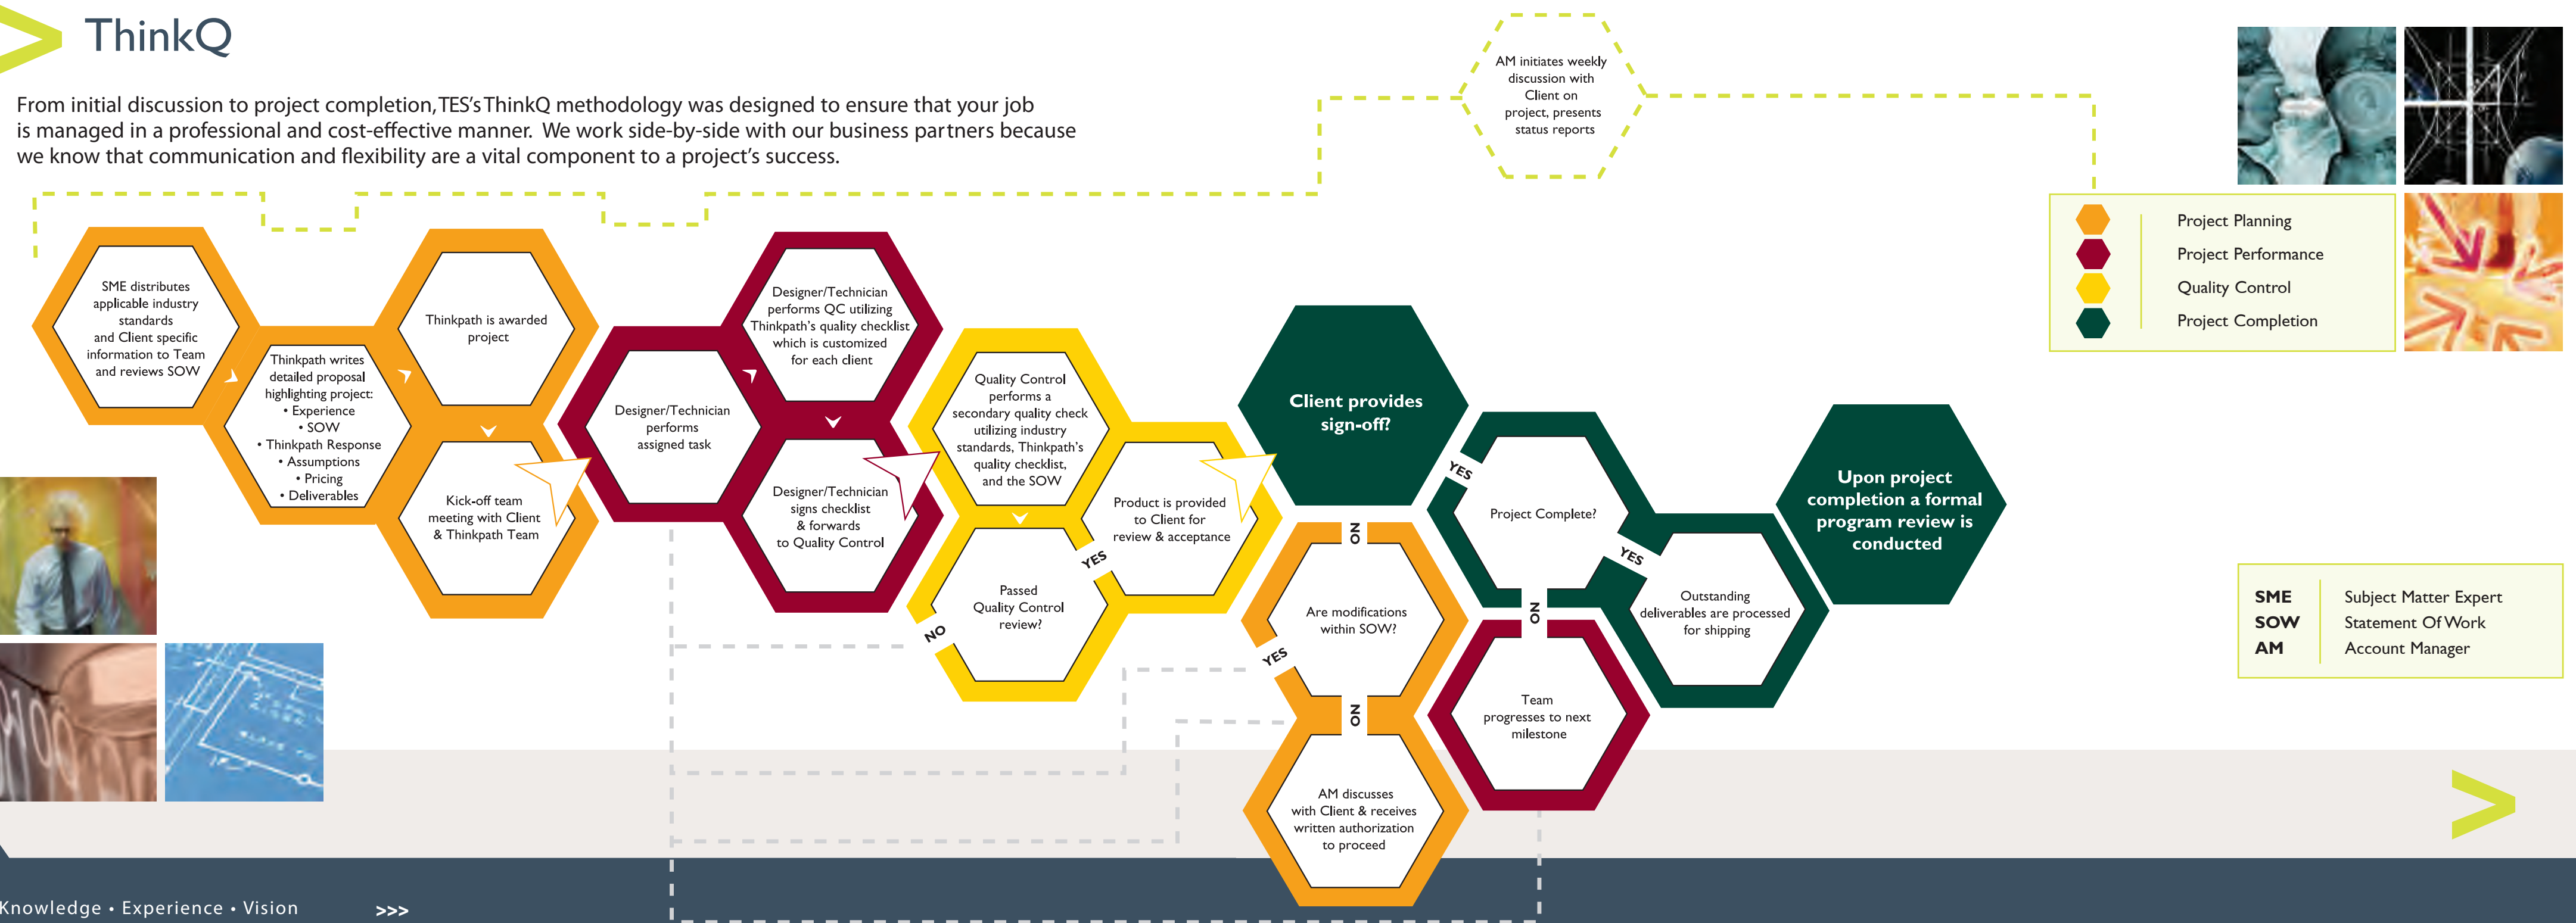 ThinkQ
From initial discussion to project completion, TES's ThinkQ methodology was designed to ensure that your job
is managed in a professional and cost-effective manner. We work side-by-side with our business partners because
we know that communication and flexibility are a vital component to a project's success.
AM initiates weekly
discussion with
Client on
project, presents
status reports
Project Planning
Project Performance
Quality Control
Project Completion
SME distributes
applicable industry
standards
and Client specific
information to Team
and reviews SOW
Thinkpath writes
detailed proposal
highlighting project:
• Experience
• SOW
• Thinkpath Response
• Assumptions
• Pricing
• Deliverables
Thinkpath is awarded
project
Kick-off team
meeting with Client
& Thinkpath Team
Designer/Technician
performs
assigned task
Designer/Technician
performs QC utilizing
Thinkpath's quality checklist
which is customized
for each client
Designer/Technician
signs checklist
& forwards
to Quality Control
Quality Control
performs a
secondary quality check
utilizing industry
standards, Thinkpath's
quality checklist,
and the SOW
Passed
Quality Control
review?
NO
YES
Product is provided
to Client for
review & acceptance
Client provides
sign-off?
NO
YES
Are modifications
within SOW?
YES
NO
AM discusses
with Client & receives
written authorization
to proceed
Project Complete?
YES
NO
Team
progresses to next
milestone
Outstanding
deliverables are processed
for shipping
Upon project
completion a formal
program review is
conducted
SME Subject Matter Expert
SOW Statement Of Work
AM Account Manager
Knowledge • Experience • Vision >>>